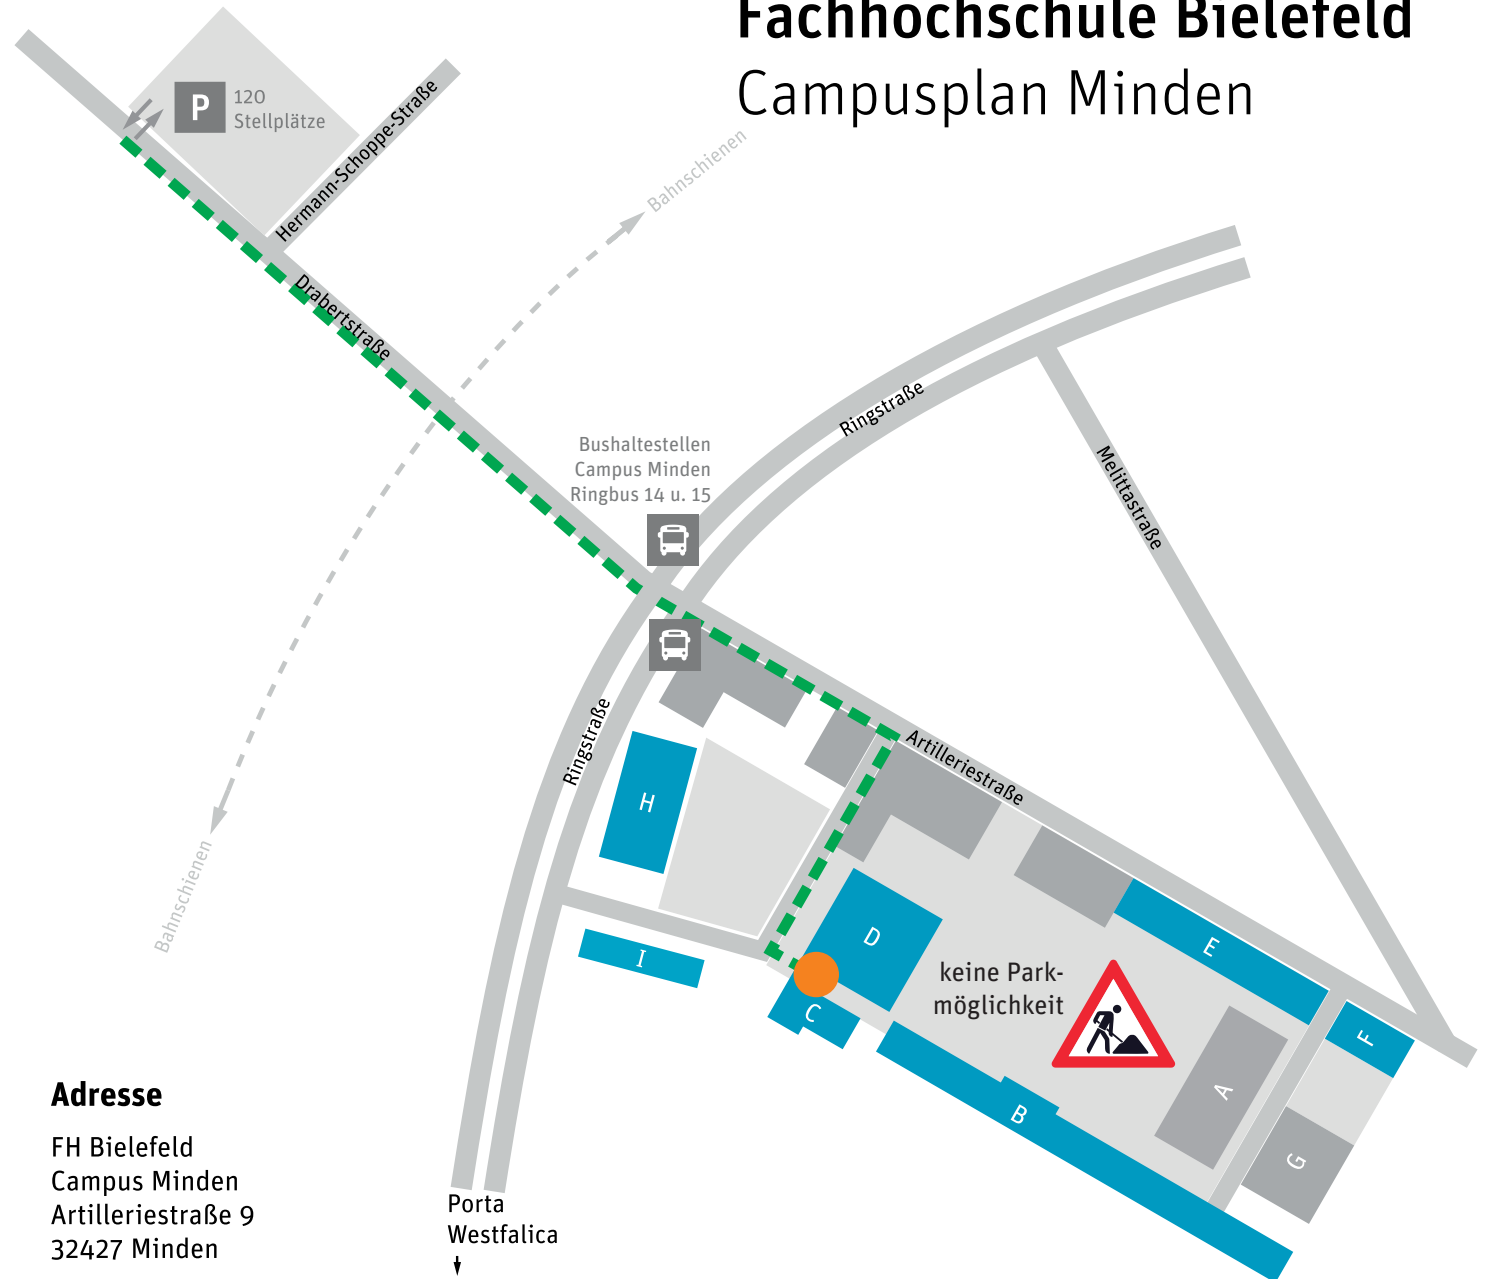 Fachhochschule Bielefeld
Campusplan Minden
P
120
Stellplätze
Hermann-Schoppe-Straße
Bahnschienen
Drabertstraße
Ringstraße
Bushaltestellen
Campus Minden
Ringbus 14 u. 15
Melittastraße
Ringstraße
Artilleriestraße
H
Bahnschienen
D
E
I
keine Park-
möglichkeit
C
F
A
B
G
Adresse
FH Bielefeld
Campus Minden
Artilleriestraße 9
32427 Minden
Porta
Westfalica